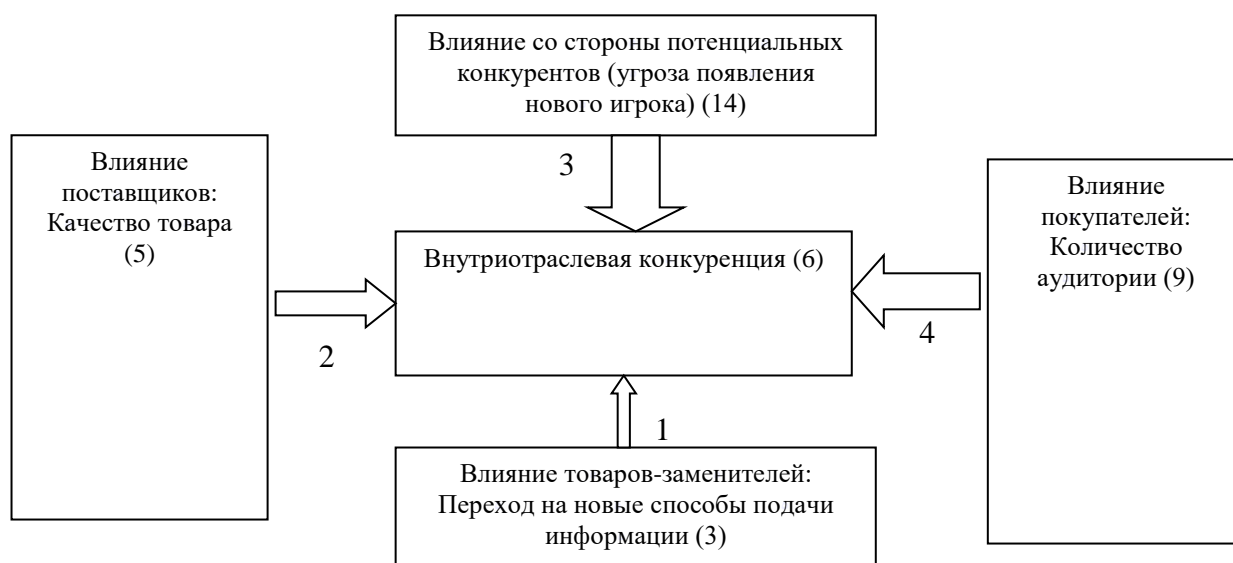 Влияние со стороны потенциальных
конкурентов (угроза появления
нового игрока) (14)
3
Влияние
поставщиков:
Качество товара
(5)
2
Внутриотраслевая конкуренция (6)
Влияние
покупателей:
Количество
аудитории (9)
4
1
Влияние товаров-заменителей:
Переход на новые способы подачи
информации (3)